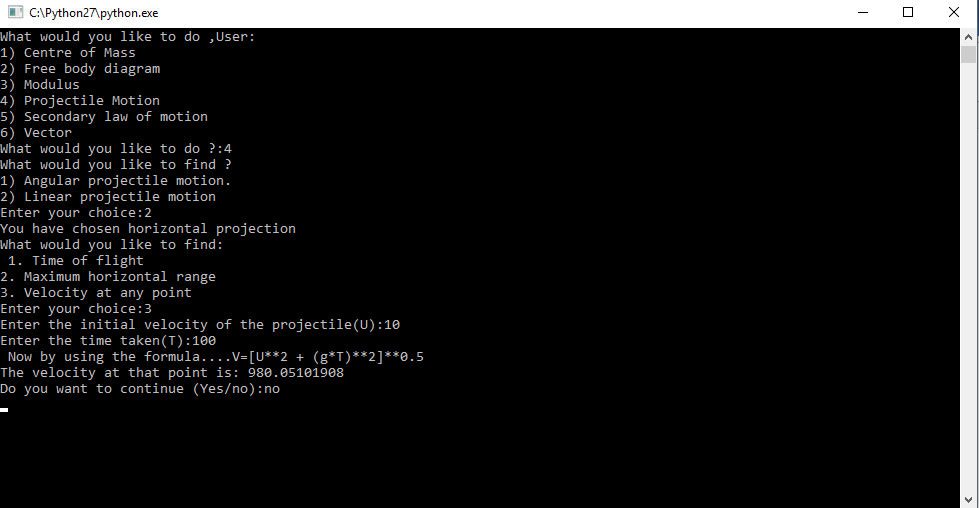 C:\Python27\python.exe
What would you like to do ,User:
1) Centre of Mass
2) Free body diagram
3) Modulus
4) Projectile Motion
5) Secondary law of motion
6) Vector
What would you like to do ?:4
What would you like to find ?
1) Angular projectile motion.
2) Linear projectile motion
Enter your choice:2
You have chosen horizontal projection
What would you like to find:
 1. Time of flight
2. Maximum horizontal range
3. Velocity at any point
Enter your choice:3
Enter the initial velocity of the projectile(U):10
Enter the time taken(T):100
 Now by using the formula....V=[U**2 + (g*T)**2]**0.5
The velocity at that point is: 980.05101908
Do you want to continue (Yes/no):no